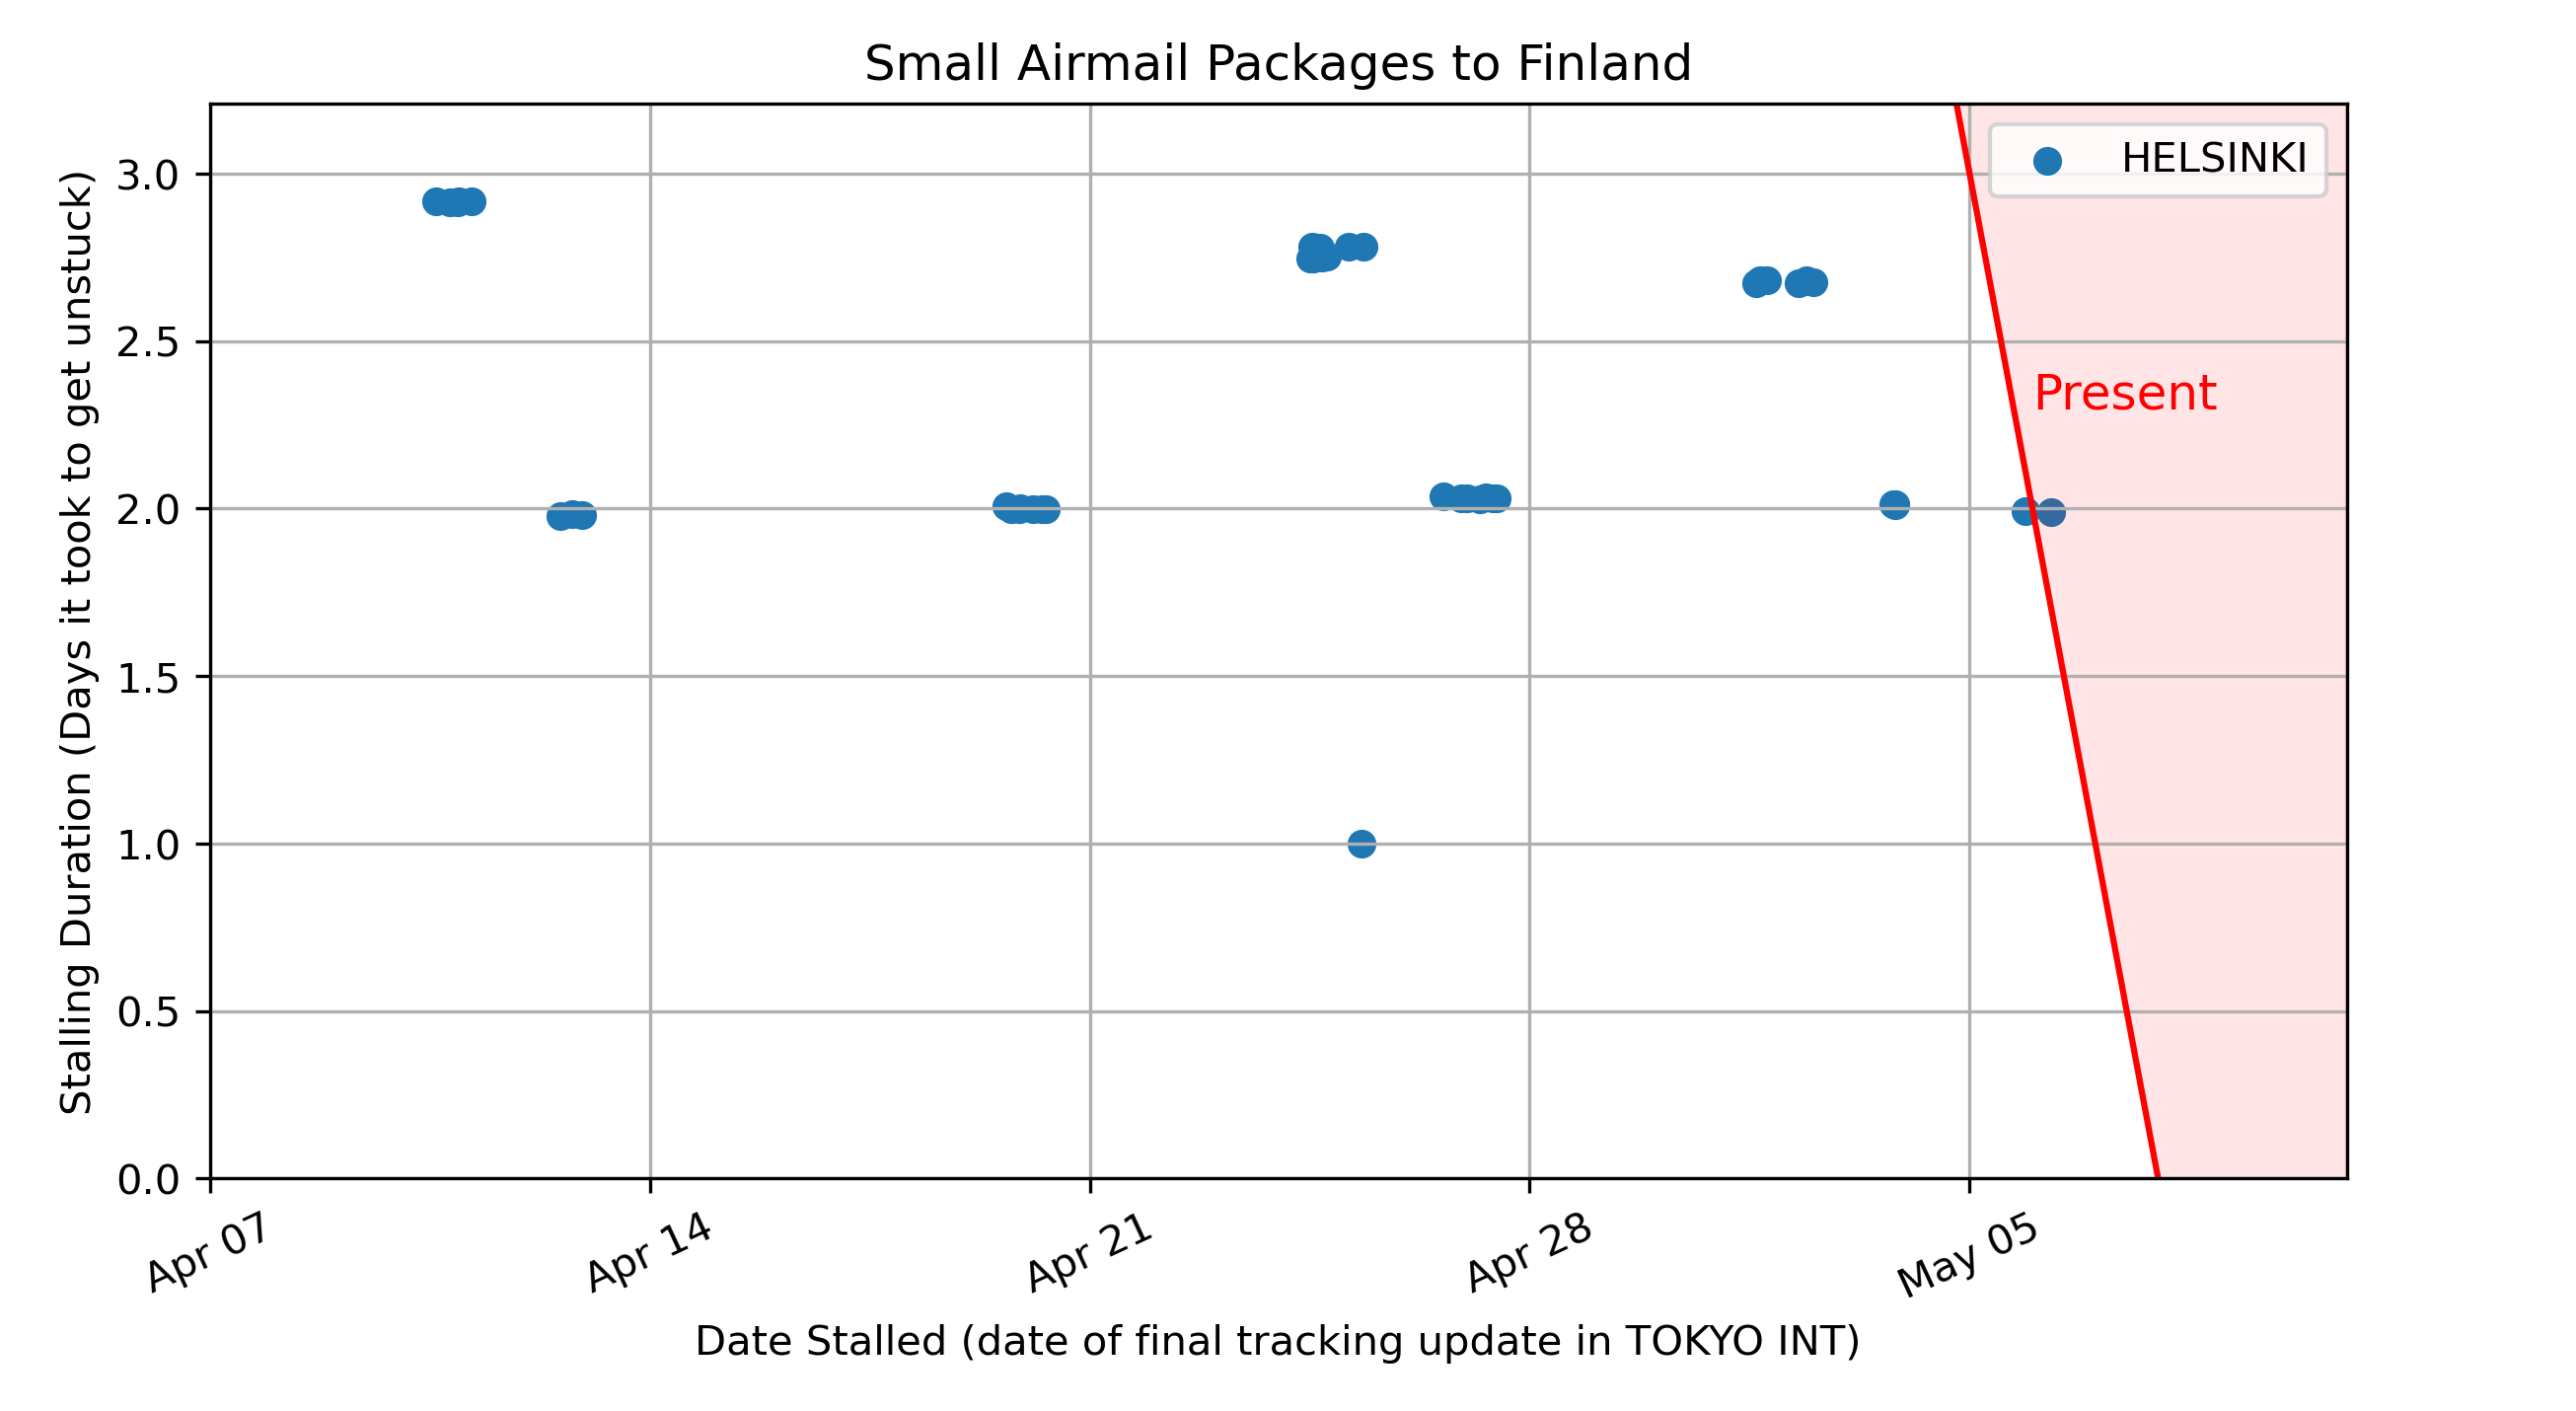 Small Airmail Packages to Finland
HELSINKI
Present
Stalling Duration (Days it took to get unstuck)
3.0
2.5
2.0
1.5
1.0
0.5
0.0
Apr 07
Apr 14
Apr 21
Apr 28
May 05
Date Stalled (date of final tracking update in TOKYO INT)